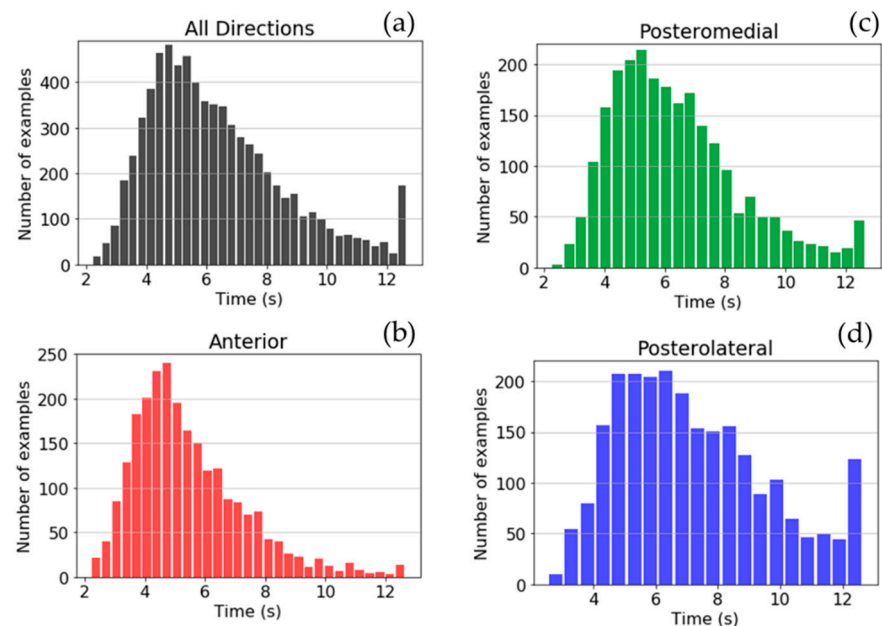 All Directions
(a)
Number of examples
400
300
200
100
0
2 4 6 8 10 12
Time (s)
Anterior
(b)
Number of examples
250
200
150
100
50
0
2 4 6 8 10 12
Time (s)
Posteromedial
(c)
Number of examples
200
150
100
50
0
2 4 6 8 10 12
Time (s)
Posterolateral
(d)
Number of examples
200
150
100
50
0
4 6 8 10 12
Time (s)